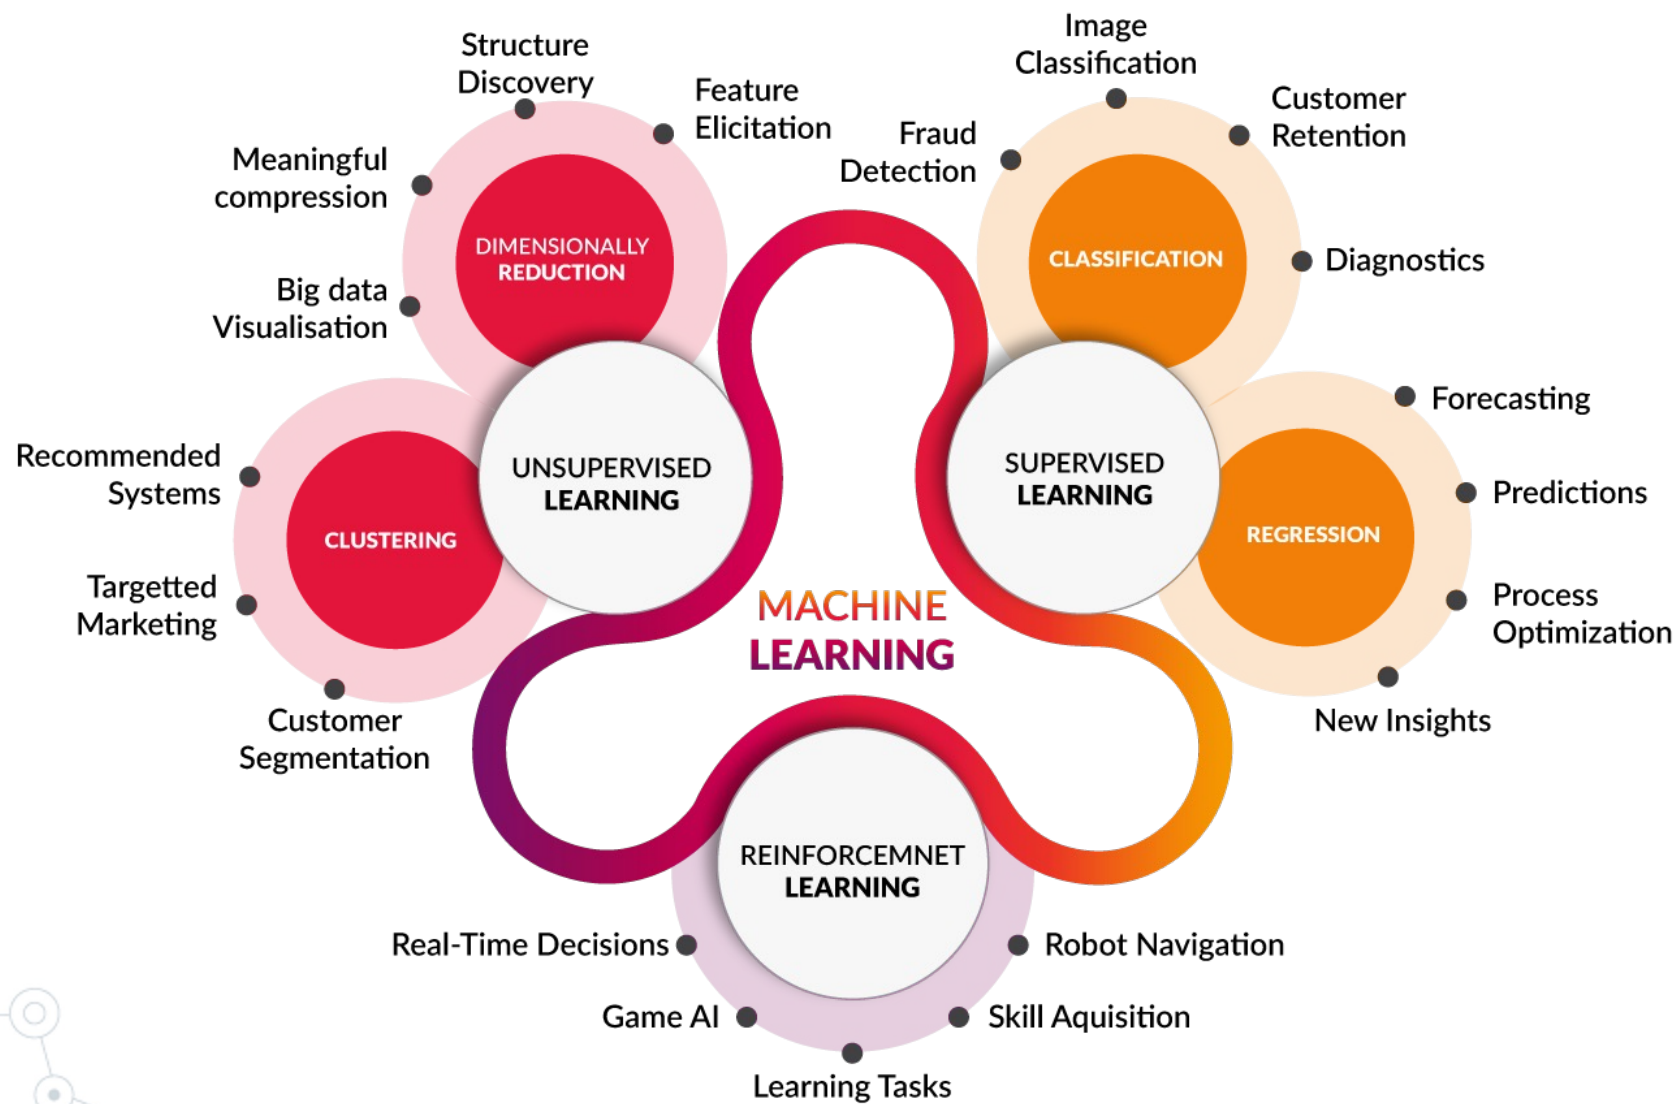 Structure
Discovery
Feature
Elicitation
Meaningful
compression
Big data
Visualisation
DIMENSIONALLY
REDUCTION
Recommended
Systems
Targetted
Marketing
Customer
Segmentation
CLUSTERING
UNSUPERVISED
LEARNING
Image
Classification
Customer
Retention
Fraud
Detection
Diagnostics
CLASSIFICATION
SUPERVISED
LEARNING
Forecasting
Predictions
Process
Optimization
New Insights
REGRESSION
MACHINE
LEARNING
REINFORCEMNET
LEARNING
Real-Time Decisions
Robot Navigation
Game AI
Skill Aquisition
Learning Tasks